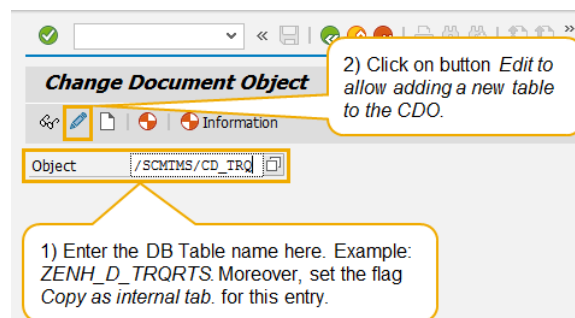 2) Click on button Edit to
allow adding a new table
to the CDO.
Change Document Object
Information
Object /SCMTMS/CD_TRQ
1) Enter the DB Table name here. Example:
ZENH_D_TRQRTS. Moreover, set the flag
Copy as internal tab. for this entry.